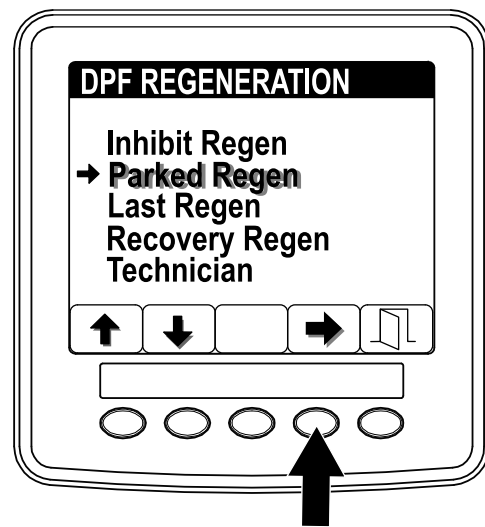 DPF REGENERATION
Inhibit Regen
Parked Regen
Last Regen
Recovery Regen
Technician